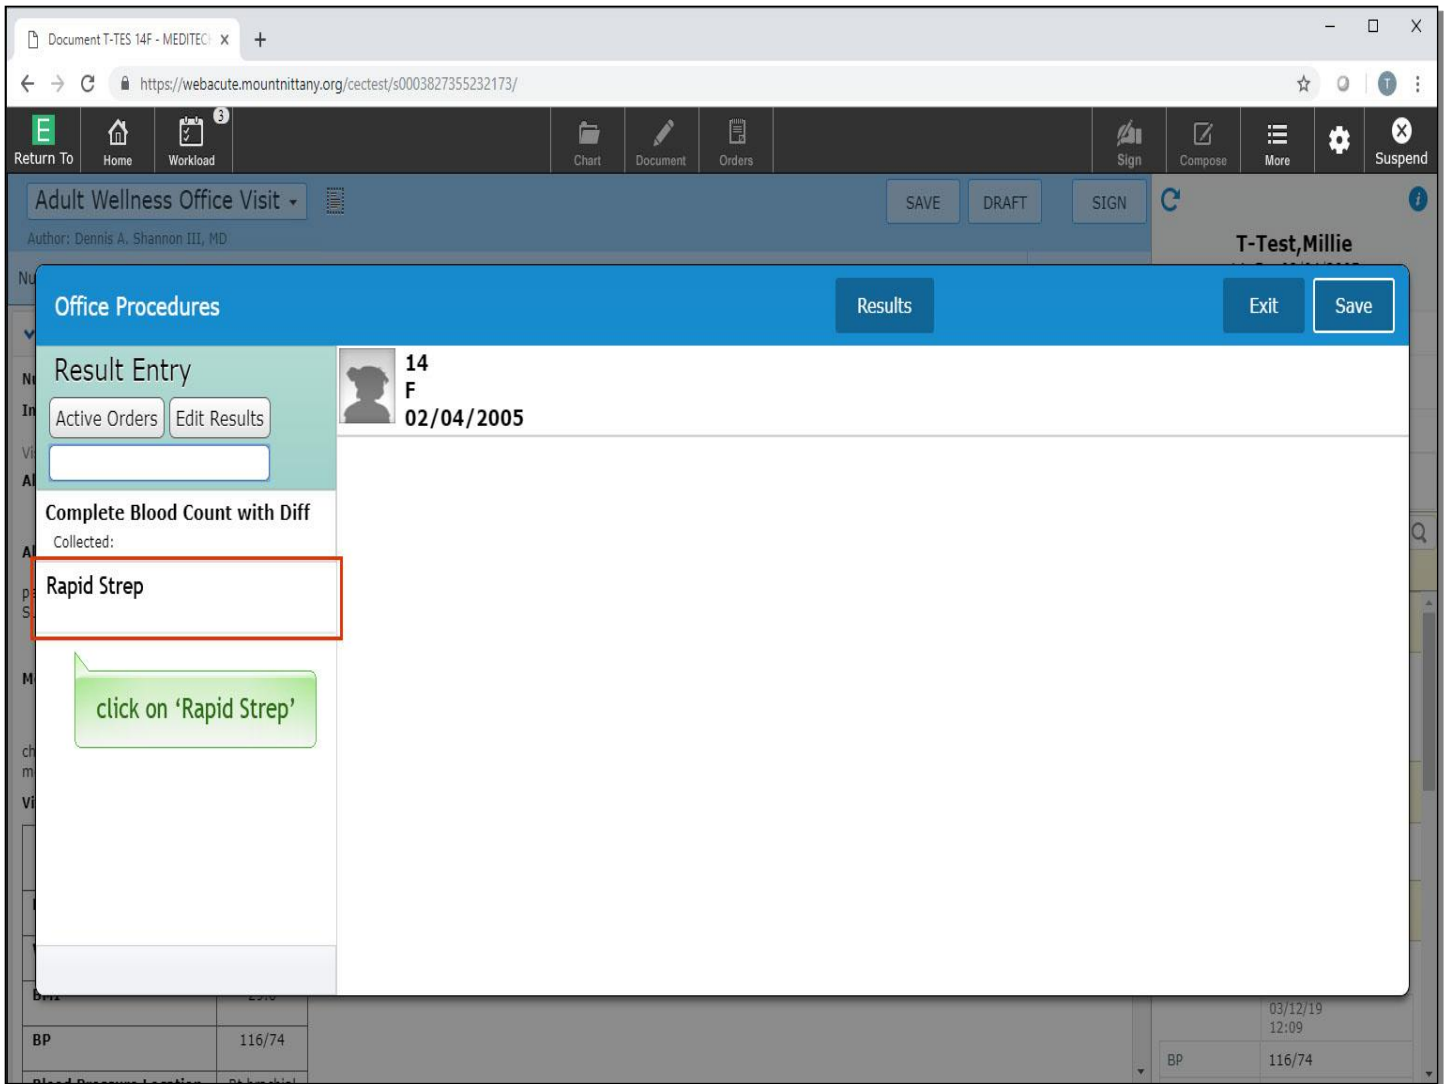 Document T-TES 14F - MEDITEC
https://webacute.mountnittany.org/cectest/s0003827355232173/
T
E
3
Return To
Home
Workload
Chart
Document
Orders
Sign
Compose
More
Suspend
Adult Wellness Office Visit
SAVE
DRAFT
SIGN
Author: Dennis A. Shannon III, MD
T-Test,Millie
Nu
Office Procedures
Results
Exit
Save
Result Entry
14
F
02/04/2005
Active Orders
Edit Results
Complete Blood Count with Diff
Collected:
Rapid Strep
click on ‘Rapid Strep’
03/12/19
12:09
BP
116/74
BP
116/74